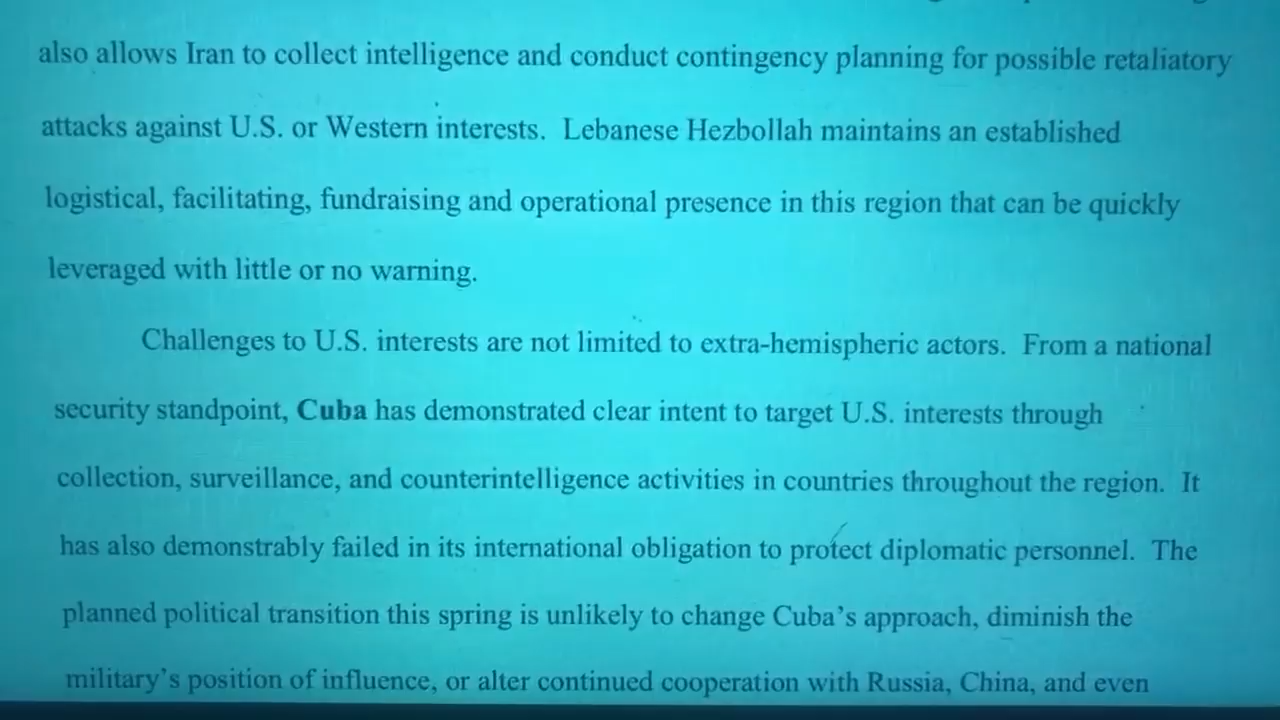 also allows Iran to collect intelligence and conduct contingency planning for possible retaliatory
attacks against U.S. or Western interests.  Lebanese Hezbollah maintains an established
logistical, facilitating, fundraising and operational presence in this region that can be quickly
leveraged with little or no warning.
Challenges to U.S. interests are not limited to extra-hemispheric actors.  From a national
security standpoint, Cuba has demonstrated clear intent to target U.S. interests through
collection, surveillance, and counterintelligence activities in countries throughout the region.  It
has also demonstrably failed in its international obligation to protect diplomatic personnel.  The
planned political transition this spring is unlikely to change Cuba's approach, diminish the
military's position of influence, or alter continued cooperation with Russia, China, and even